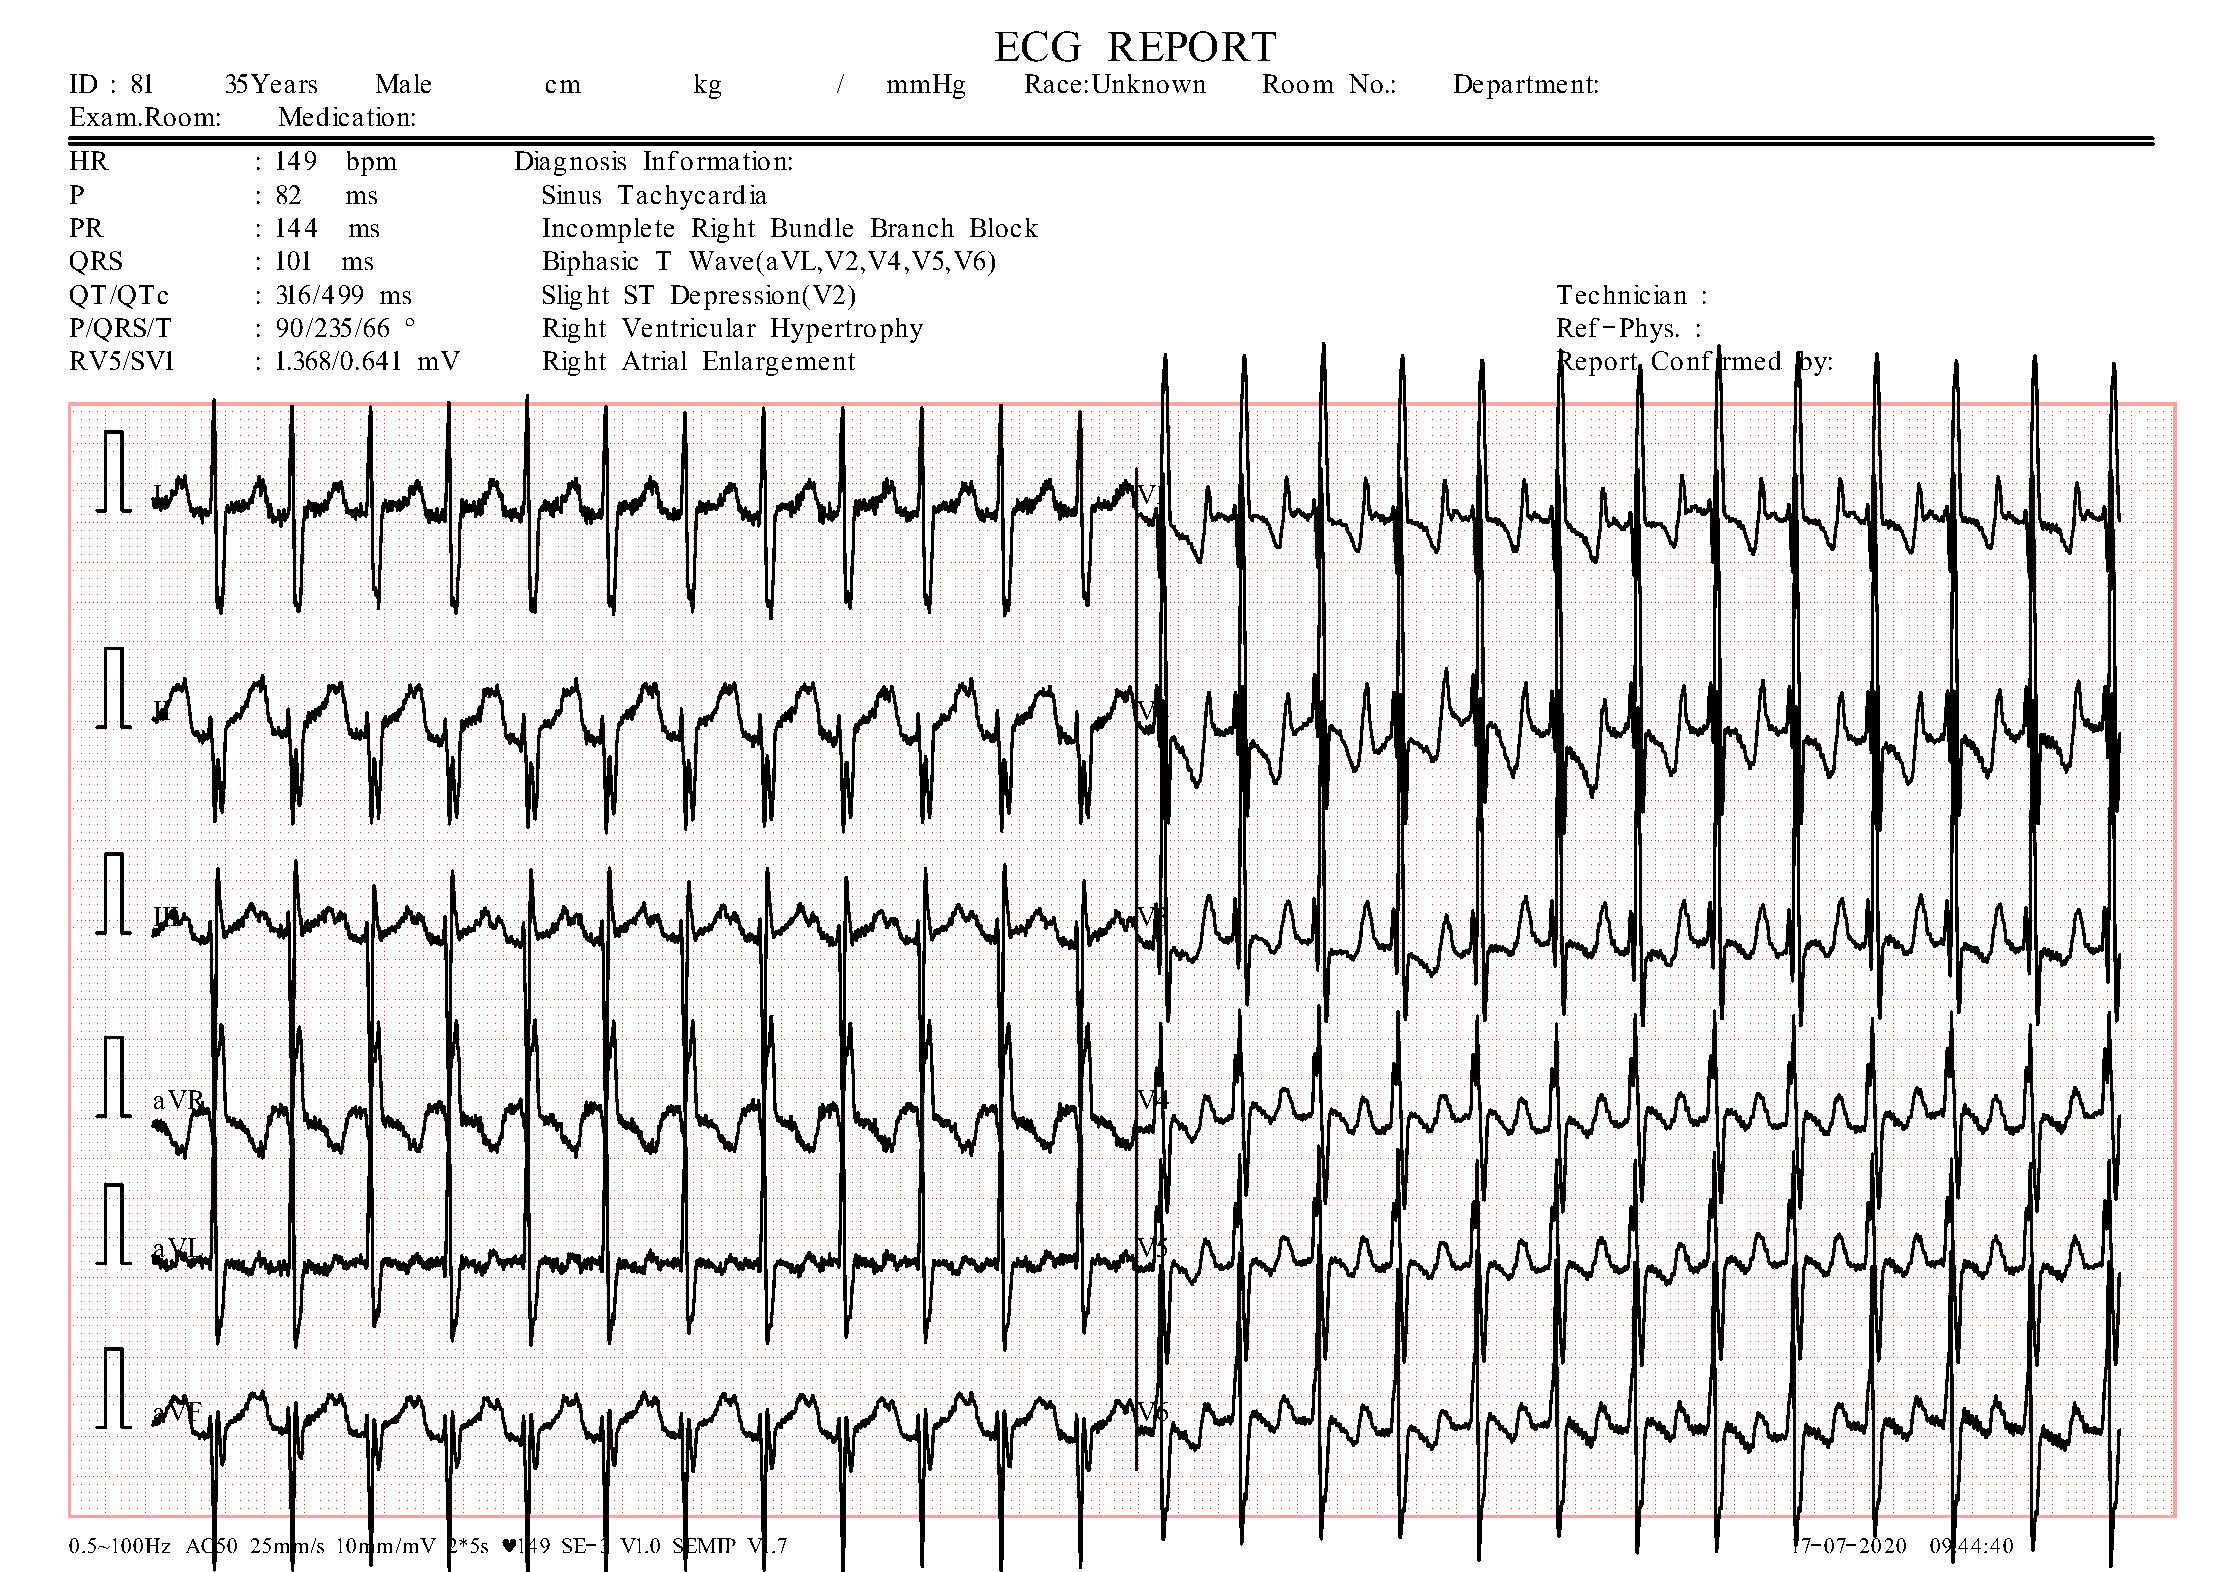 ECG REPORT
ID : 81 35Years Male cm kg / mmHg Race:Unknown Room No.: Department:
Exam.Room: Medication:
HR : 149 bpm Diagnosis Information:
P : 82 ms Sinus Tachycardia
PR : 144 ms Incomplete Right Bundle Branch Block
QRS : 101 ms Biphasic T Wave(aVL,V2,V4,V5,V6)
QT/QTc : 316/499 ms Slight ST Depression(V2) Technician :
P/QRS/T : 90/235/66 ° Right Ventricular Hypertrophy Ref-Phys. :
RV5/SV1 : 1.368/0.641 mV Right Atrial Enlargement Report Confirmed by:
I
II
III V3
aVR V4
aVL V5
aVF V6
0.5~100Hz AC50 25mm/s 10mm/mV 2*5s ♥149 SE-3 V1.0 SEMIP V1.7 17-07-2020 09:44:40